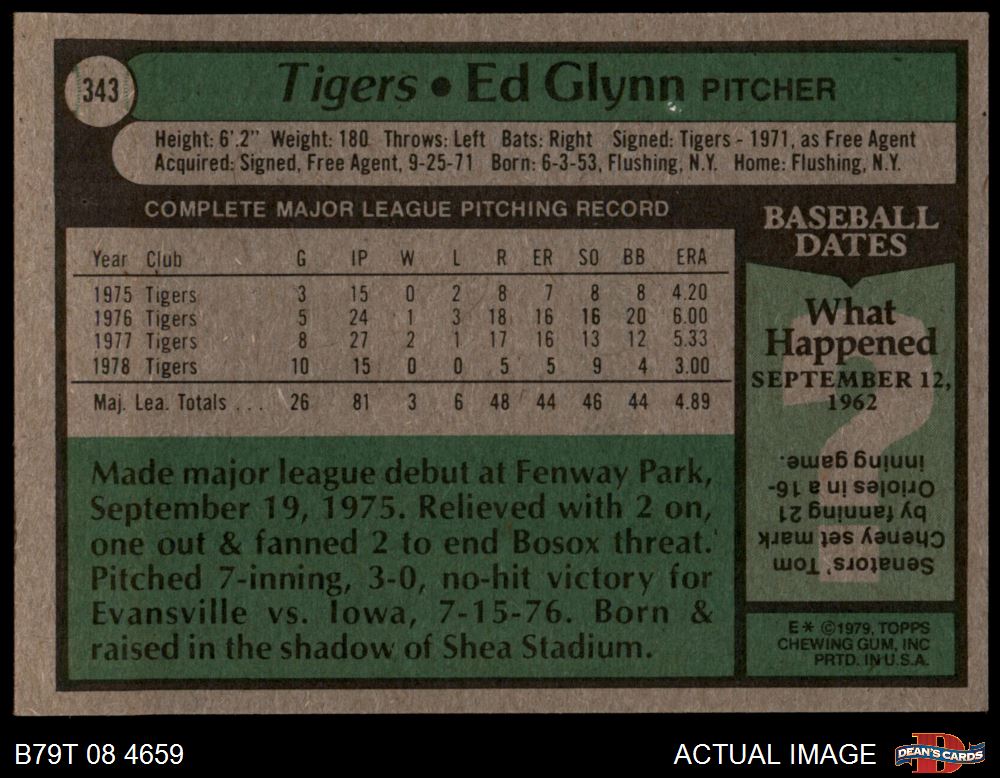 343
Tigers • Ed Glynn PITCHER
Height: 6'.2" Weight: 180 Throws: Left Bats: Right Signed: Tigers - 1971, as Free Agent
Acquired: Signed, Free Agent, 9-25-71 Born: 6-3-53, Flushing, N.Y. Home: Flushing, N.Y.
COMPLETE MAJOR LEAGUE PITCHING RECORD
Year Club G IP W L R ER SO BB ERA
1975 Tigers 3 15 0 2 8 7 8 8 4.20
1976 Tigers 5 24 1 3 18 16 16 20 6.00
1977 Tigers 8 27 2 1 17 16 13 12 5.33
1978 Tigers 10 15 0 0 5 5 9 4 3.00
Maj. Lea. Totals ... 26 81 3 6 48 44 46 44 4.89
Made major league debut at Fenway Park,
September 19, 1975. Relieved with 2 on,
one out & fanned 2 to end Bosox threat.
Pitched 7-inning, 3-0, no-hit victory for
Evansville vs. Iowa, 7-15-76. Born &
raised in the shadow of Shea Stadium.
BASEBALL
DATES
What
Happened
SEPTEMBER 12,
1962
?
Senators' Tom
Cheney set mark
by fanning 21
Orioles in a 16-
inning game.
E* ©1979, TOPPS
CHEWING GUM, INC
PRTD. IN U.S.A.
B79T 08 4659
ACTUAL IMAGE
DEAN'S CARDS